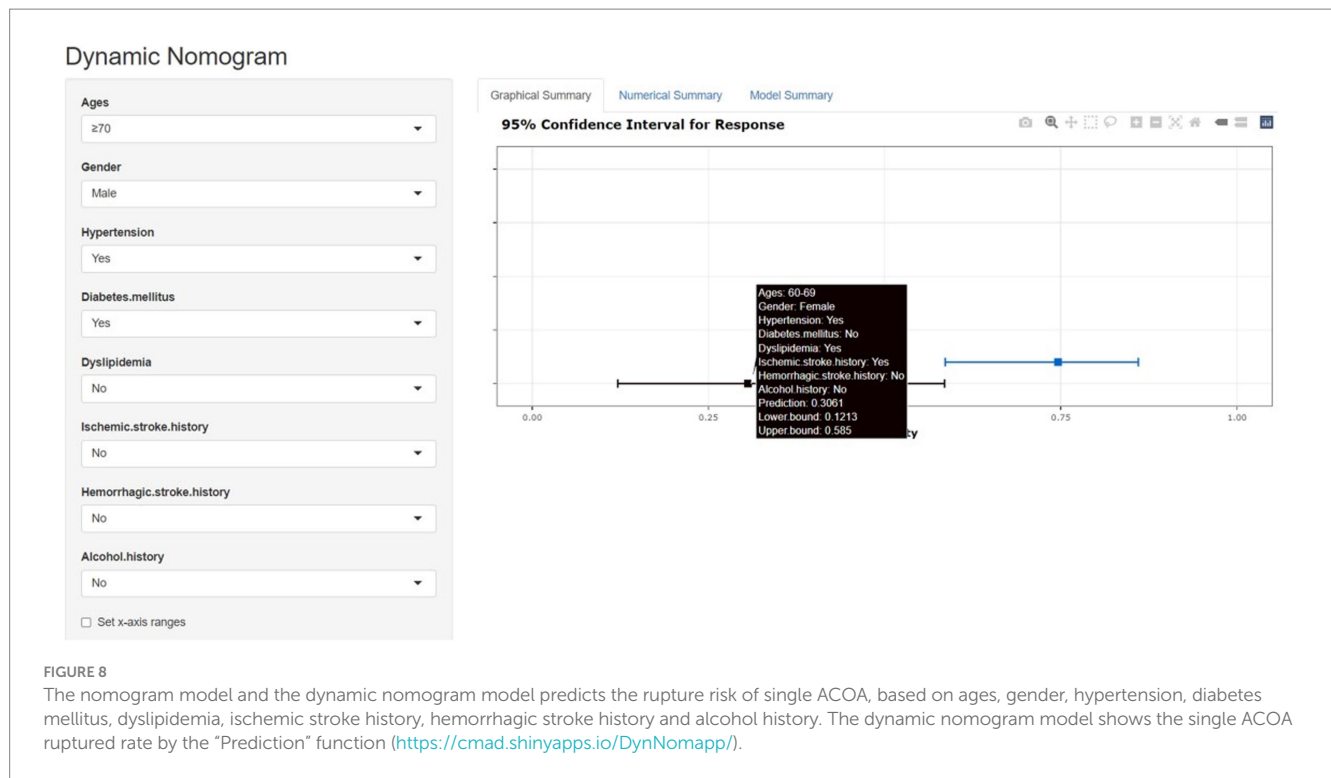 Dynamic Nomogram
Ages
≥70
Gender
Male
Hypertension
Yes
Diabetes.mellitus
Yes
Dyslipidemia
No
Ischemic.stroke.history
No
Hemorrhagic.stroke.history
No
Alcohol.history
No
Set x-axis ranges
Graphical Summary Numerical Summary Model Summary
95% Confidence Interval for Response
Ages: 60-69
Gender: Female
Hypertension: Yes
Diabetes.mellitus: No
Dyslipidemia: Yes
Ischemic.stroke.history: Yes
Hemorrhagic.stroke.history: No
Alcohol.history: No
Prediction: 0.3061
Lower.bound: 0.1213
Upper.bound: 0.585
0.00 0.25 0.75 1.00
ty
FIGURE 8
The nomogram model and the dynamic nomogram model predicts the rupture risk of single ACOA, based on ages, gender, hypertension, diabetes
mellitus, dyslipidemia, ischemic stroke history, hemorrhagic stroke history and alcohol history. The dynamic nomogram model shows the single ACOA
ruptured rate by the “Prediction” function (https://cmad.shinyapps.io/DynNomapp/).